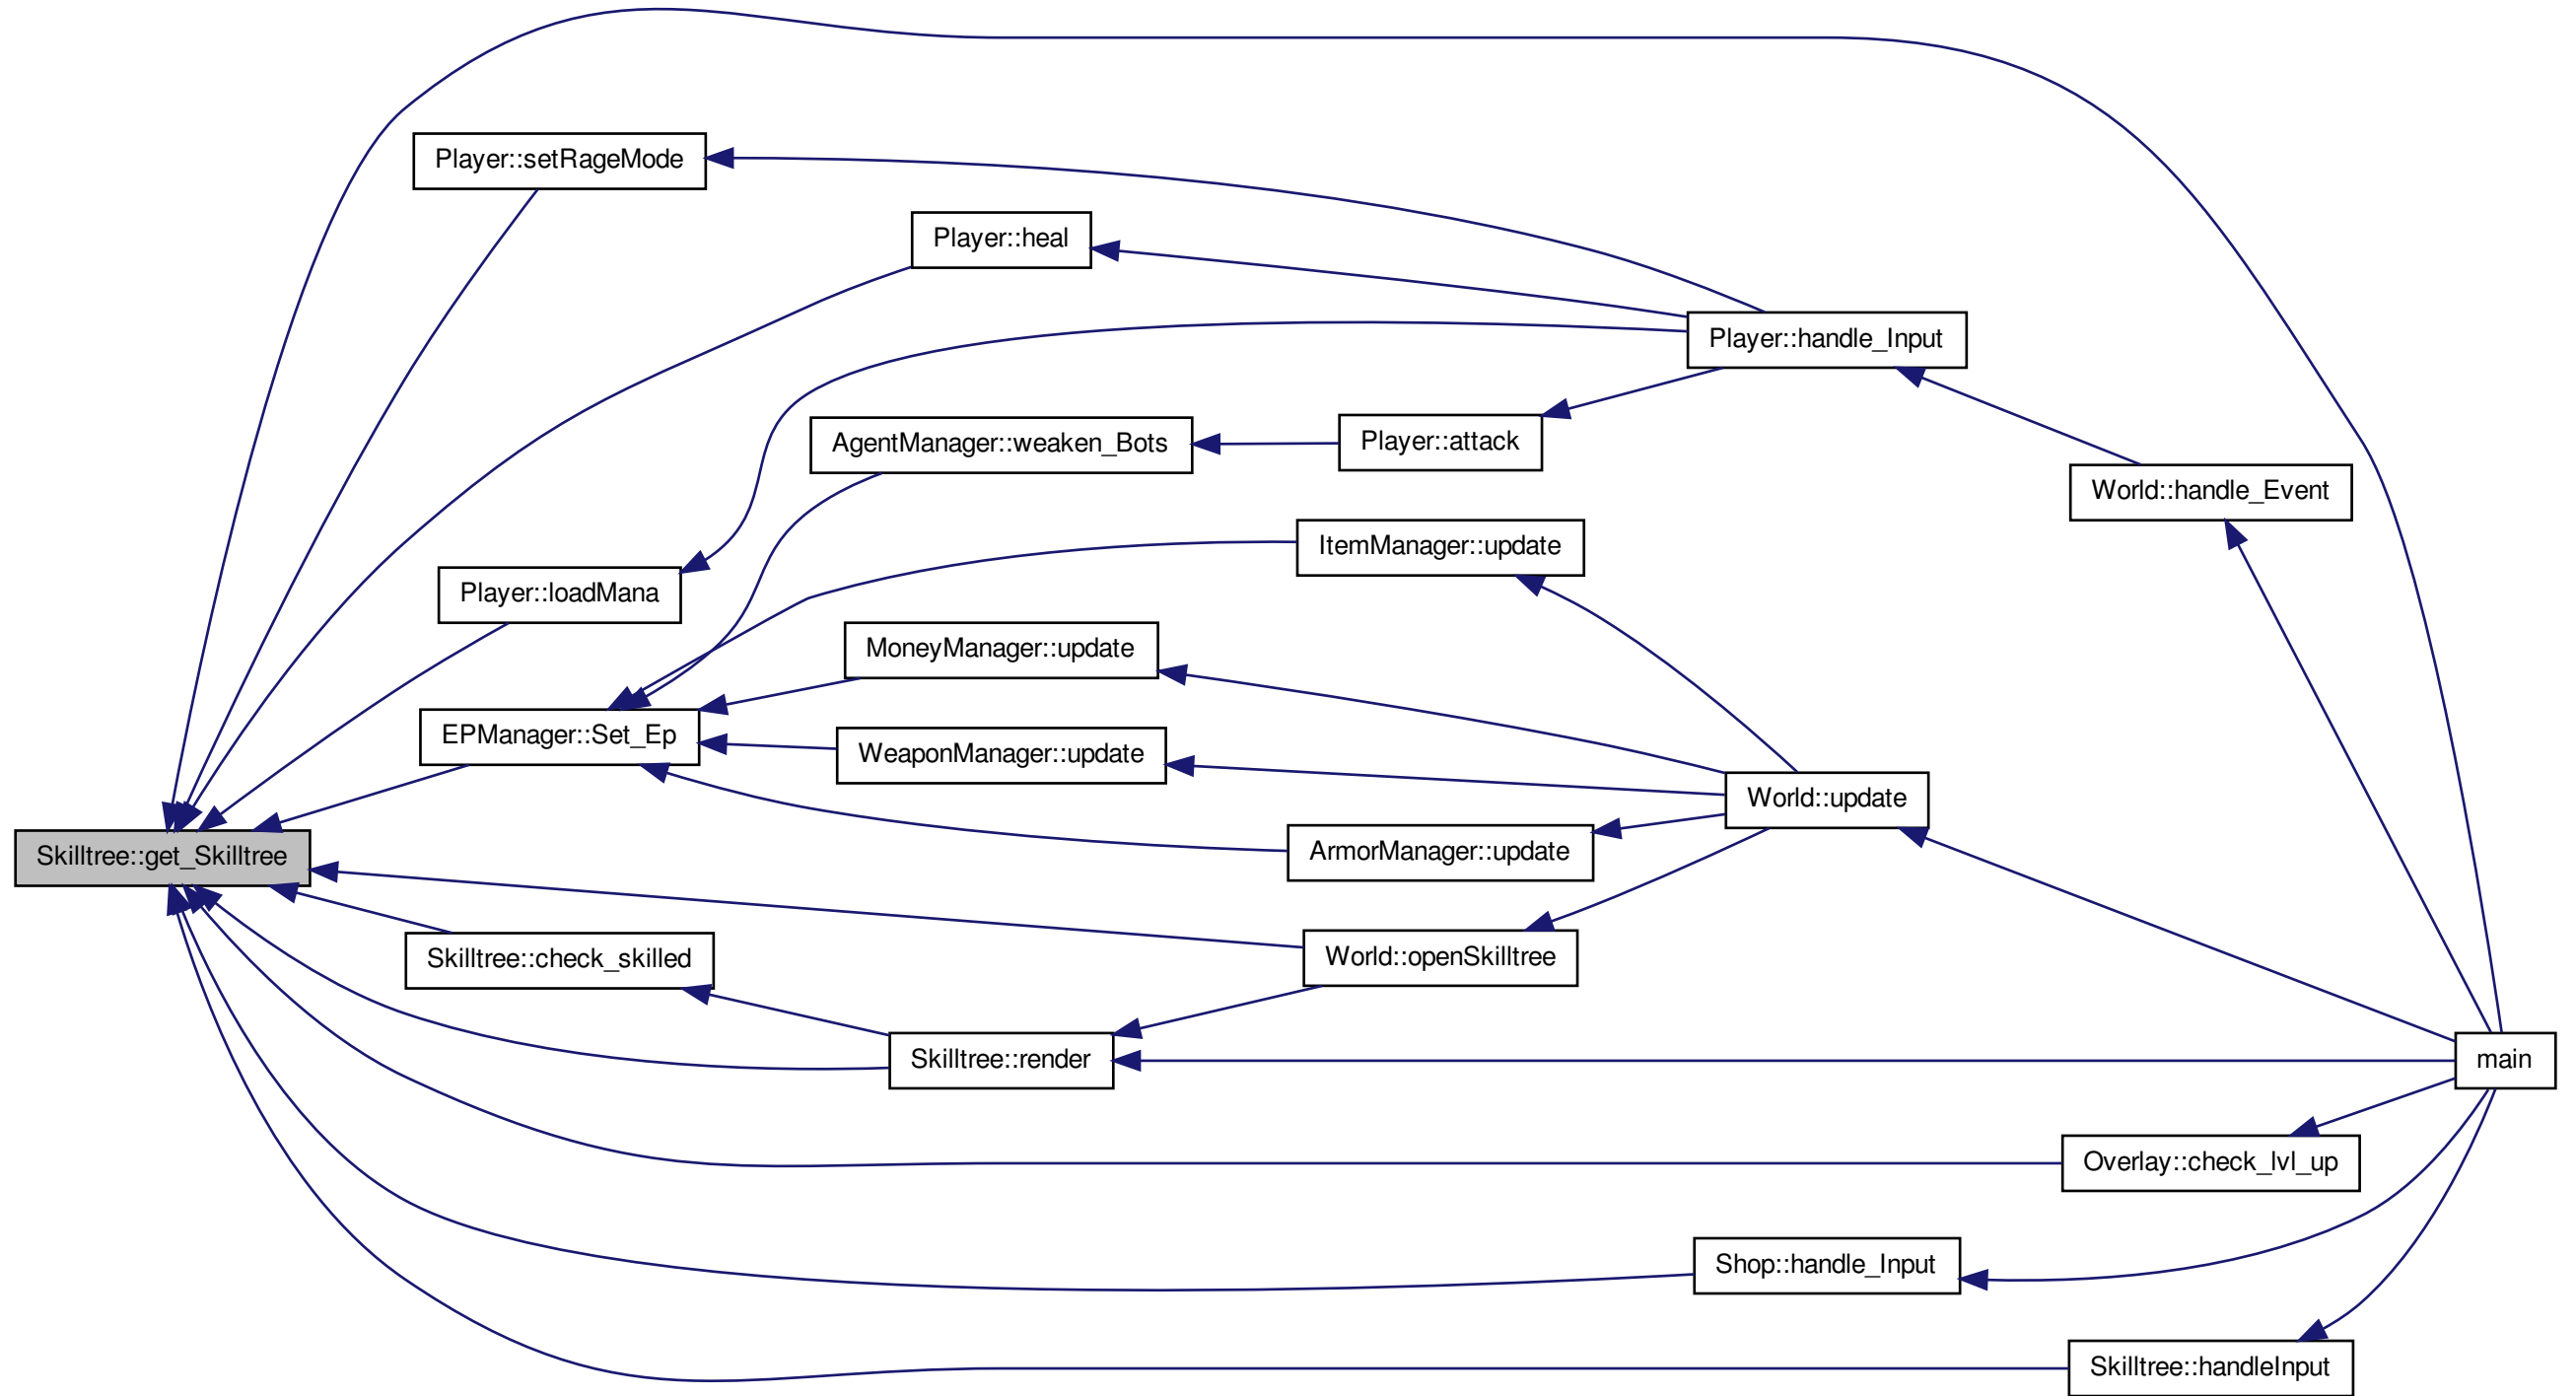 Player::setRageMode
Player::heal
Player::handle_Input
AgentManager::weaken_Bots
Player::attack
World::handle_Event
ItemManager::update
Player::loadMana
MoneyManager::update
EPManager::Set_Ep
WeaponManager::update
World::update
Skilltree::get_Skilltree
ArmorManager::update
Skilltree::check_skilled
World::openSkilltree
Skilltree::render
main
Overlay::check_lvl_up
Shop::handle_Input
Skilltree::handleInput